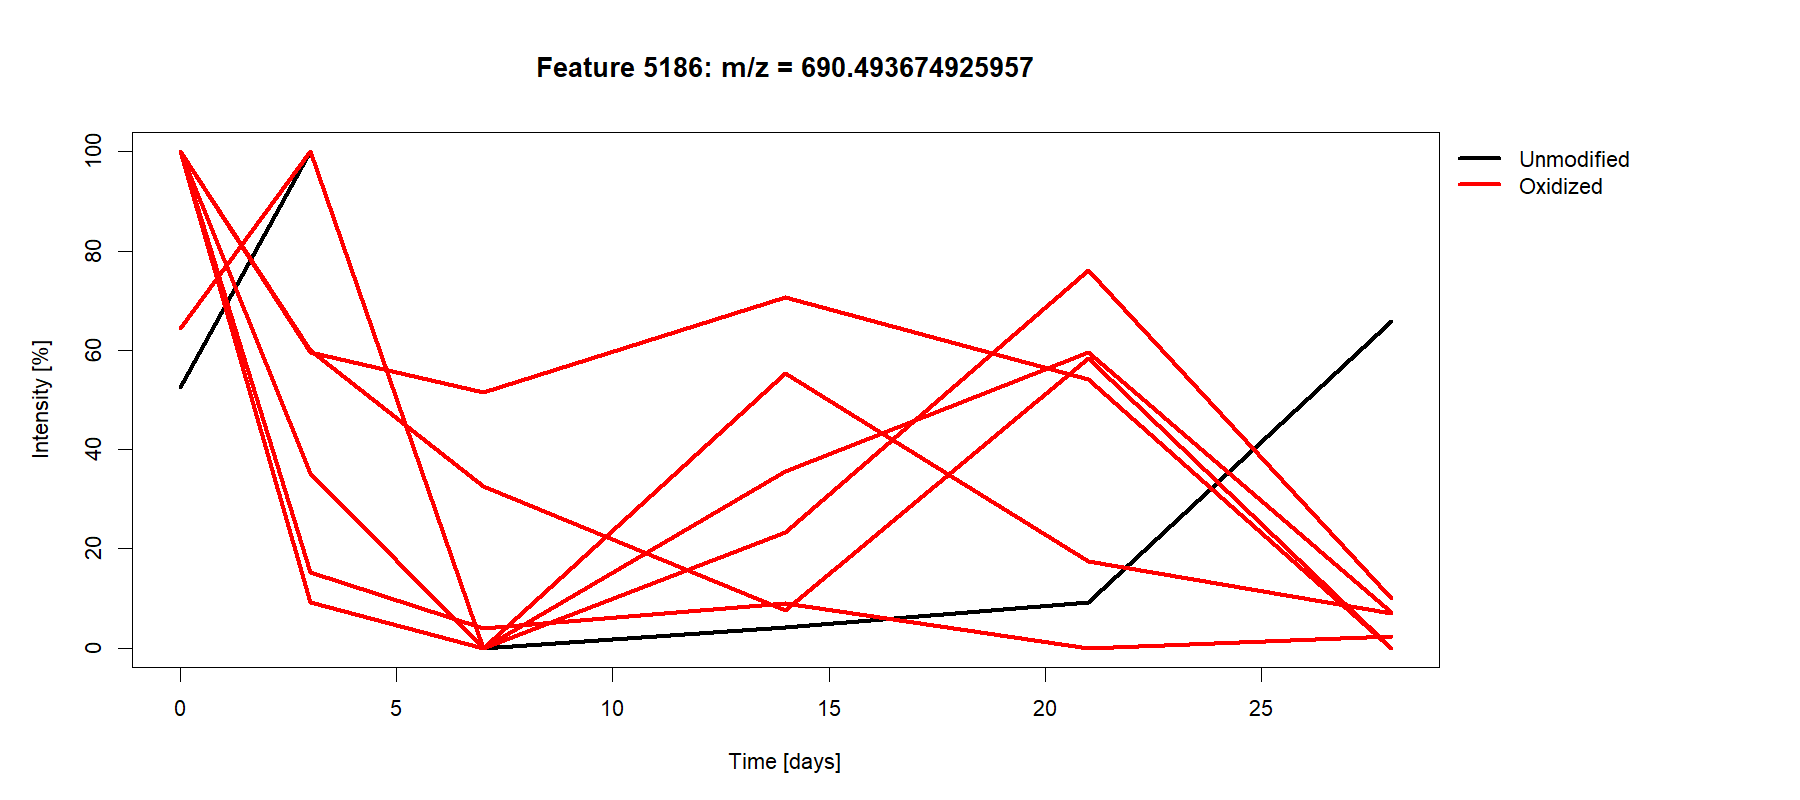 Feature 5186: m/z = 690.493674925957
Unmodified
Oxidized
Intensity [%]
100
80
60
40
20
0
0 5 10 15 20 25
Time [days]